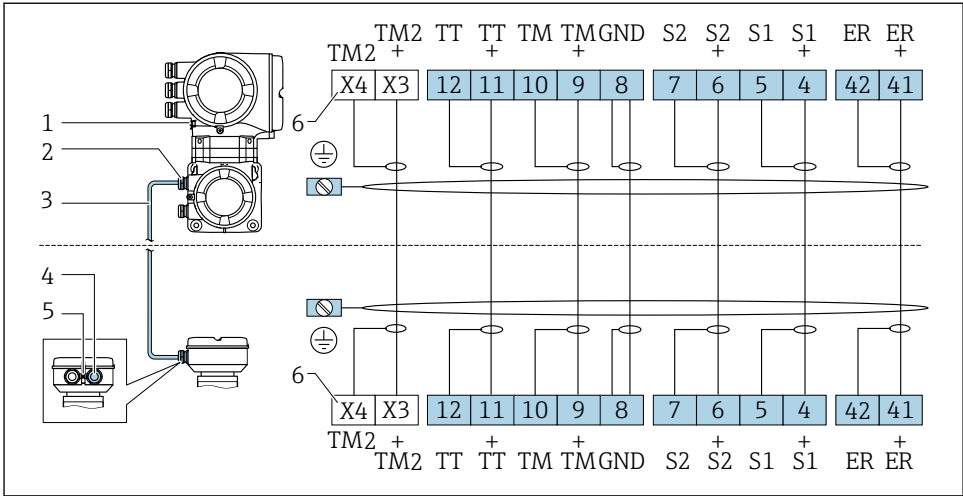 TM2 TT TT TM TM GND S2 S2 S1 S1 ER ER
TM2 + + + + + +
X4 X3 12 11 10 9 8 7 6 5 4 42 41
6
1
2
3
4
5
6
X4 X3 12 11 10 9 8 7 6 5 4 42 41
TM2 + + + + + +
TM2 TT TT TM TM GND S2 S2 S1 S1 ER ER